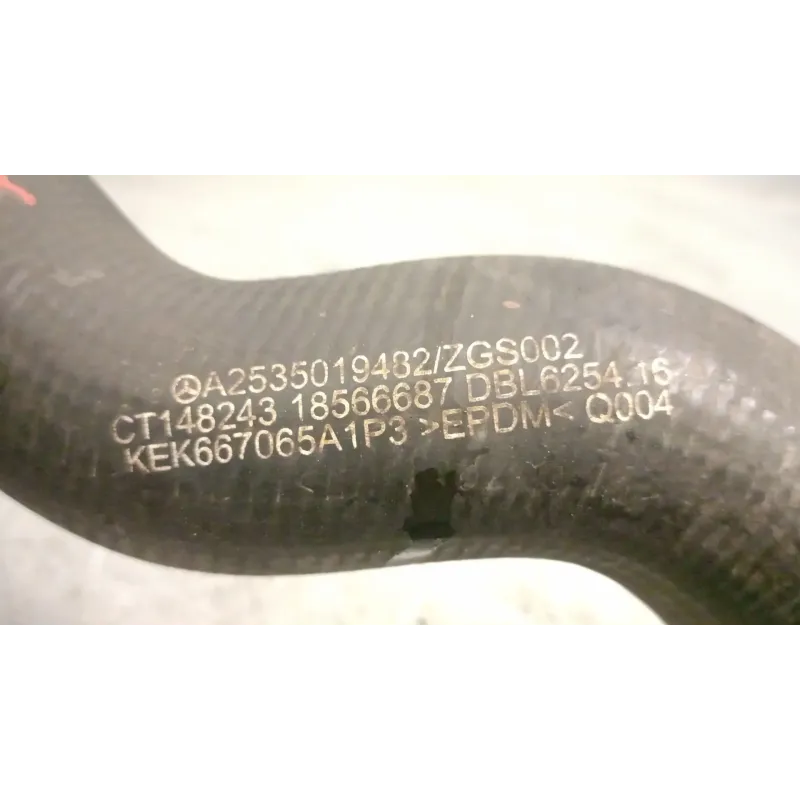 A2535019482/ZGS002
CT148243 18566687 DBL6254.16
KEK667065A1P3 >EPDM< Q004